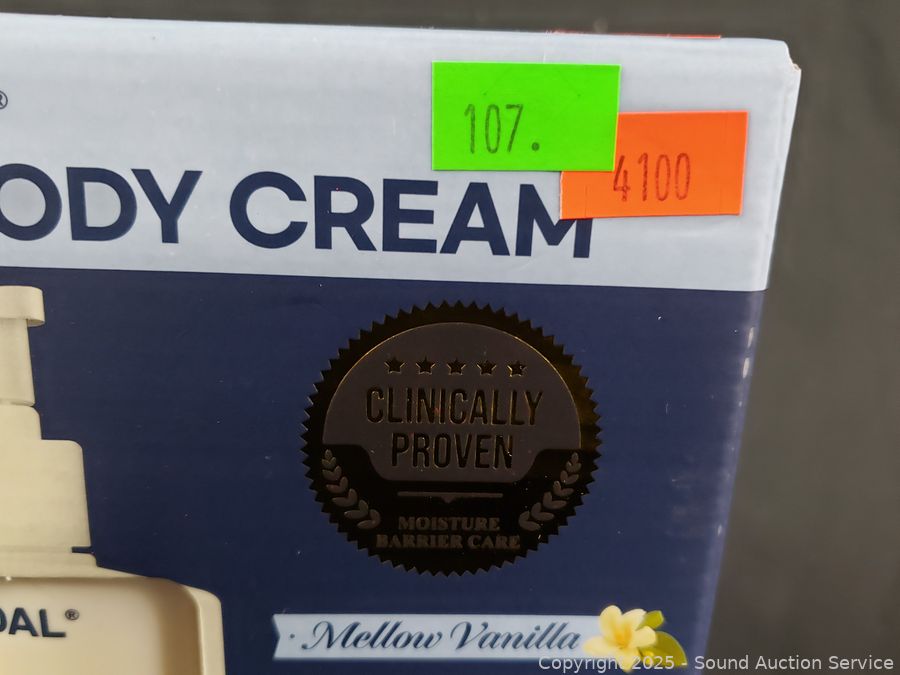 ®
107.
4100
ODY CREAM
CLINICALLY
PROVEN
MOISTURE
BARRIER CARE
DAL®
Mellow Vanilla
Copyright 2025 - Sound Auction Service